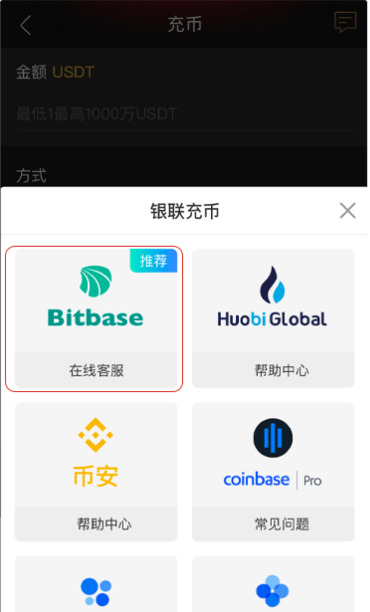 充币
金额 USDT
最低1最高1000万USDT
方式
银联充币
推荐
Bitbase
在线客服
Huobi Global
帮助中心
币安
帮助中心
coinbase | Pro
常见问题